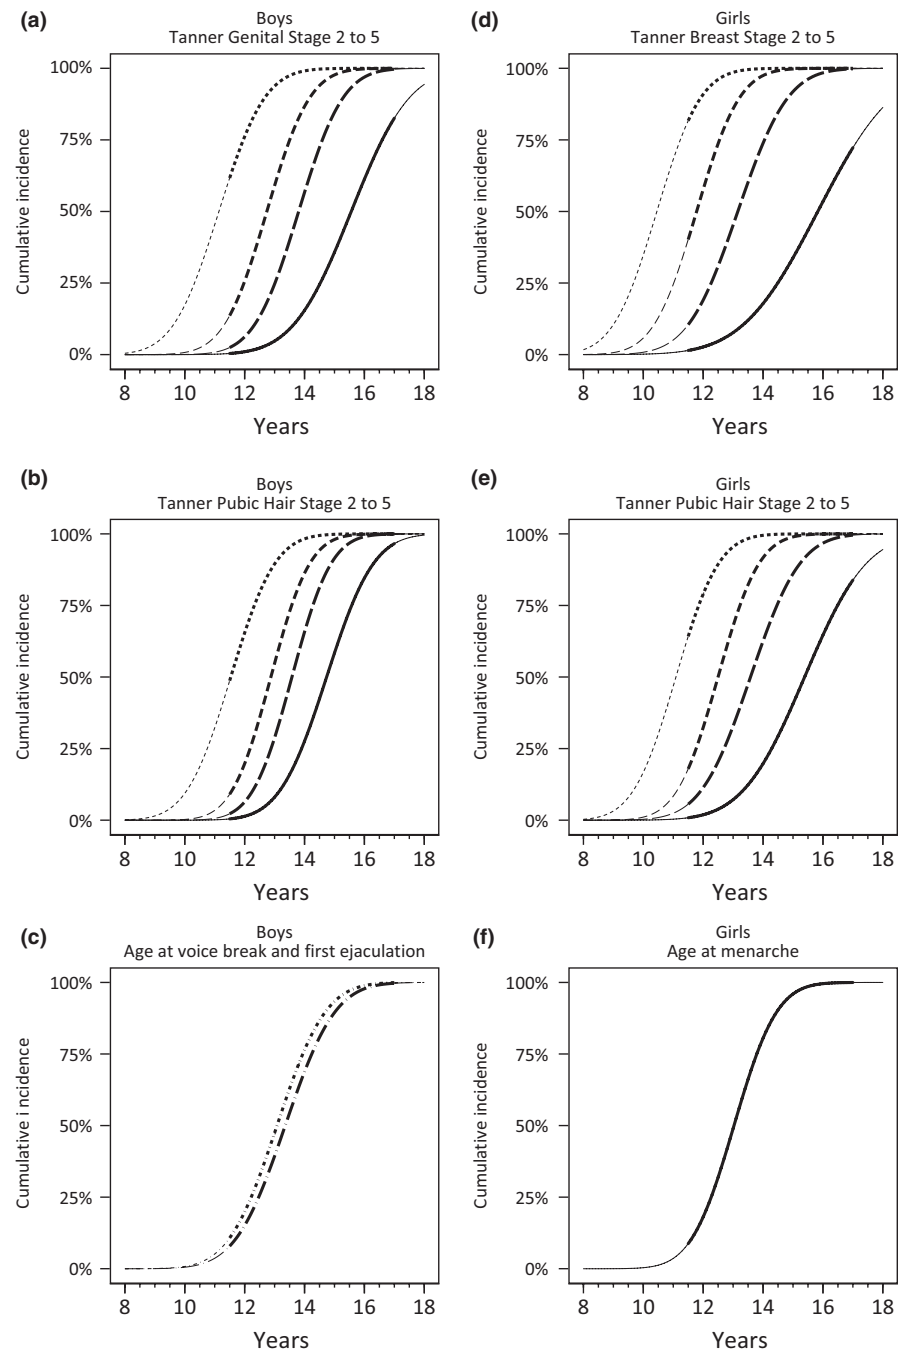 (a)
Boys
Tanner Genital Stage 2 to 5
100%
75%
50%
25%
0%
Cumulative incidence
8 10 12 14 16 18
Years
(d)
Girls
Tanner Breast Stage 2 to 5
100%
75%
50%
25%
0%
Cumulative incidence
8 10 12 14 16 18
Years
(b)
Boys
Tanner Pubic Hair Stage 2 to 5
100%
75%
50%
25%
0%
Cumulative incidence
8 10 12 14 16 18
Years
(e)
Girls
Tanner Pubic Hair Stage 2 to 5
100%
75%
50%
25%
0%
Cumulative incidence
8 10 12 14 16 18
Years
(c)
Boys
Age at voice break and first ejaculation
100%
75%
50%
25%
0%
Cumulative i ncidence
8 10 12 14 16 18
Years
(f)
Girls
Age at menarche
100%
75%
50%
25%
0%
Cumulative incidence
8 10 12 14 16 18
Years